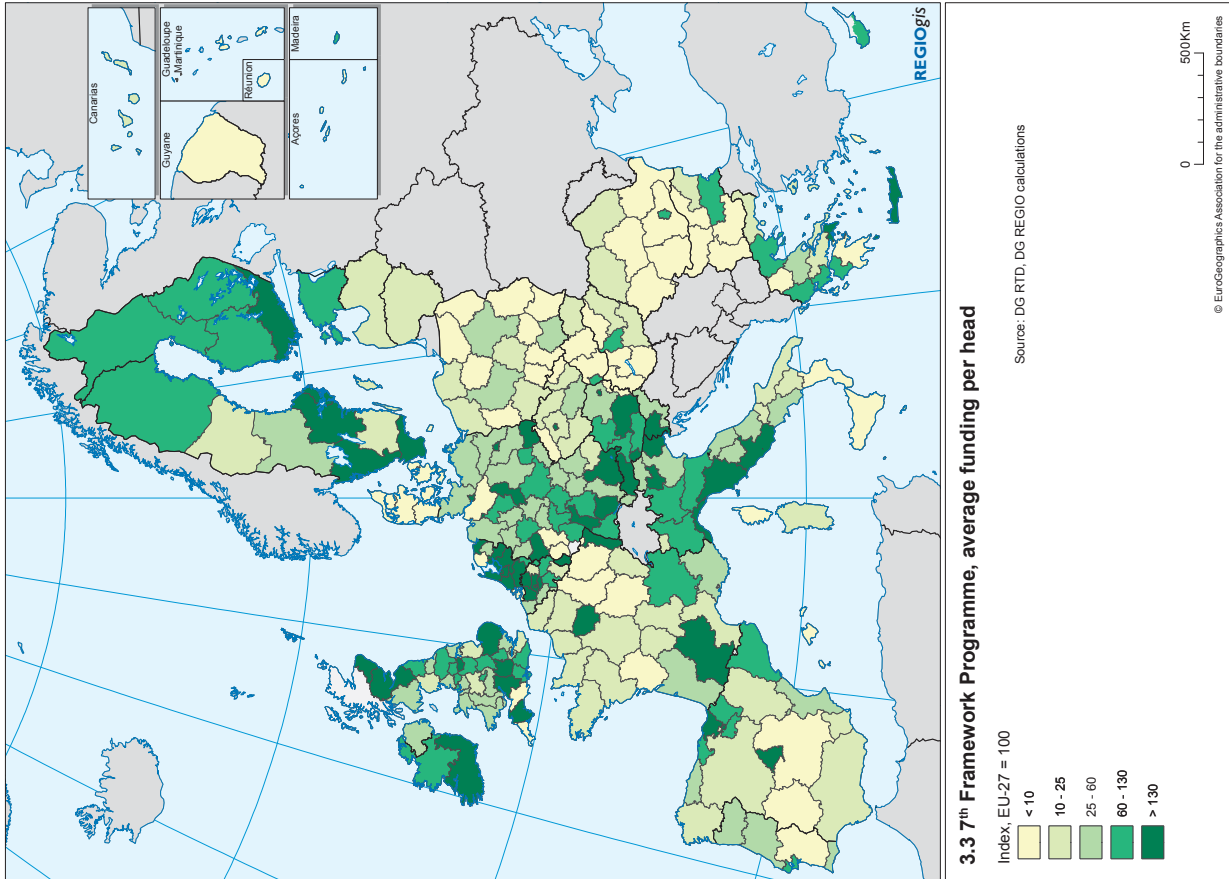 Canarias
Guyane
Guadeloupe
Martinique
Réunion
Açores
Madeira
REGIOgis
3.3 7th Framework Programme, average funding per head
Index, EU-27 = 100
< 10
10 - 25
25 - 60
60 - 130
> 130
Source: DG RTD, DG REGIO calculations
0 500Km
© EuroGeographics Association for the administrative boundaries